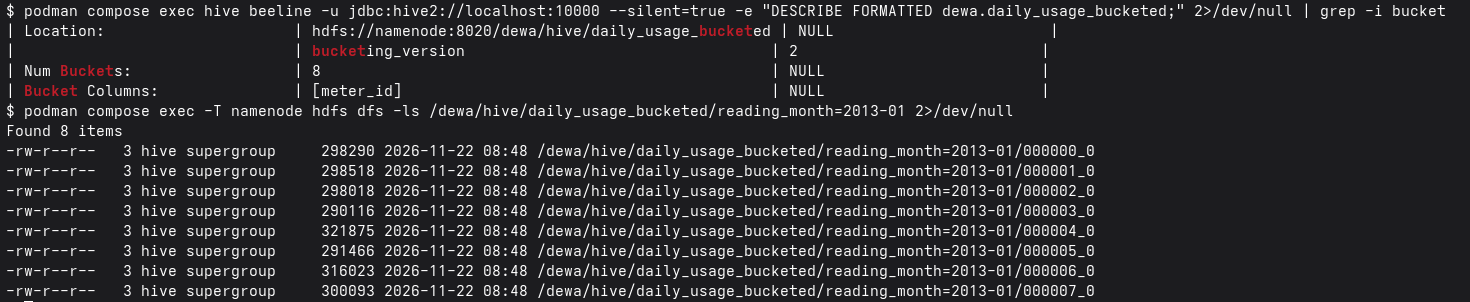 $ podman compose exec hive beeline -u jdbc:hive2://localhost:10000 --silent=true -e "DESCRIBE FORMATTED dewa.daily_usage_bucketed;" 2>/dev/null | grep -i bucket
| Location:                     | hdfs://namenode:8020/dewa/hive/daily_usage_bucketed | NULL                        |
|                               | bucketing_version                                  | 2                           |
| Num Buckets:                  | 8                                                  | NULL                        |
| Bucket Columns:               | [meter_id]                                         | NULL                        |
$ podman compose exec -T namenode hdfs dfs -ls /dewa/hive/daily_usage_bucketed/reading_month=2013-01 2>/dev/null
Found 8 items
-rw-r--r--   3 hive supergroup     298290 2026-11-22 08:48 /dewa/hive/daily_usage_bucketed/reading_month=2013-01/000000_0
-rw-r--r--   3 hive supergroup     298518 2026-11-22 08:48 /dewa/hive/daily_usage_bucketed/reading_month=2013-01/000001_0
-rw-r--r--   3 hive supergroup     298018 2026-11-22 08:48 /dewa/hive/daily_usage_bucketed/reading_month=2013-01/000002_0
-rw-r--r--   3 hive supergroup     290116 2026-11-22 08:48 /dewa/hive/daily_usage_bucketed/reading_month=2013-01/000003_0
-rw-r--r--   3 hive supergroup     321875 2026-11-22 08:48 /dewa/hive/daily_usage_bucketed/reading_month=2013-01/000004_0
-rw-r--r--   3 hive supergroup     291466 2026-11-22 08:48 /dewa/hive/daily_usage_bucketed/reading_month=2013-01/000005_0
-rw-r--r--   3 hive supergroup     316023 2026-11-22 08:48 /dewa/hive/daily_usage_bucketed/reading_month=2013-01/000006_0
-rw-r--r--   3 hive supergroup     300093 2026-11-22 08:48 /dewa/hive/daily_usage_bucketed/reading_month=2013-01/000007_0